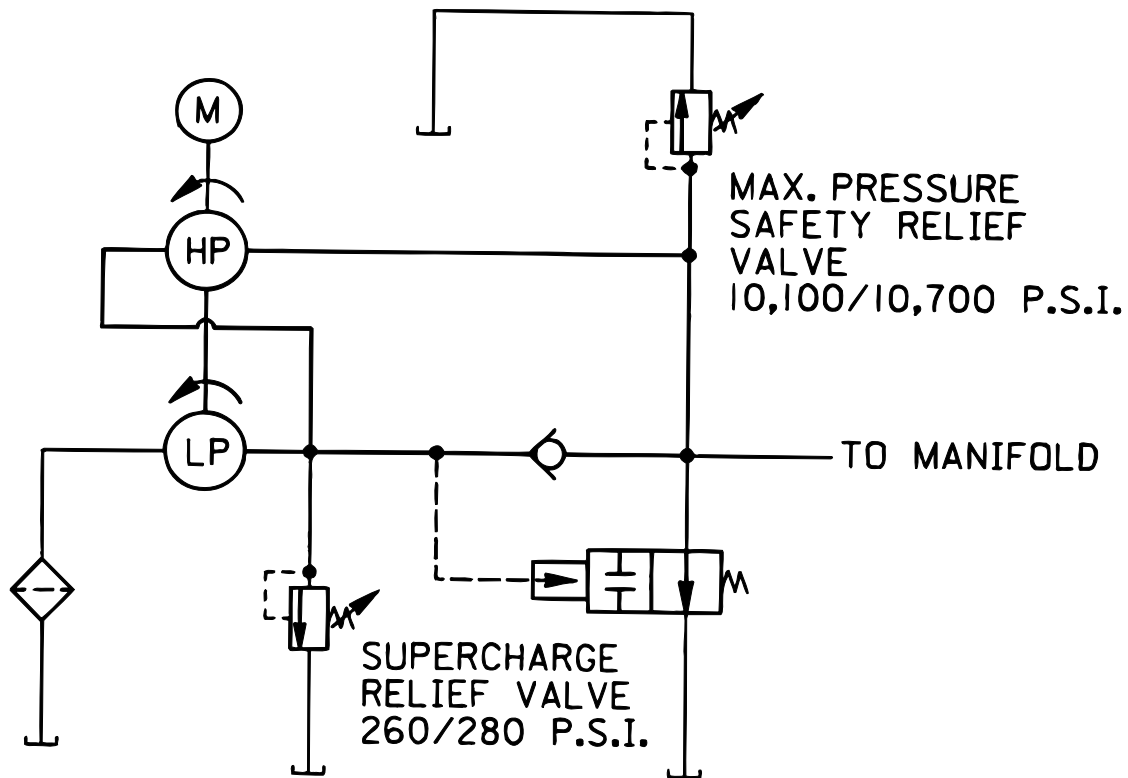 M
MAX. PRESSURE
SAFETY RELIEF
VALVE
10,100/10,700 P.S.I.
HP
LP
TO MANIFOLD
SUPERCHARGE
RELIEF VALVE
260/280 P.S.I.